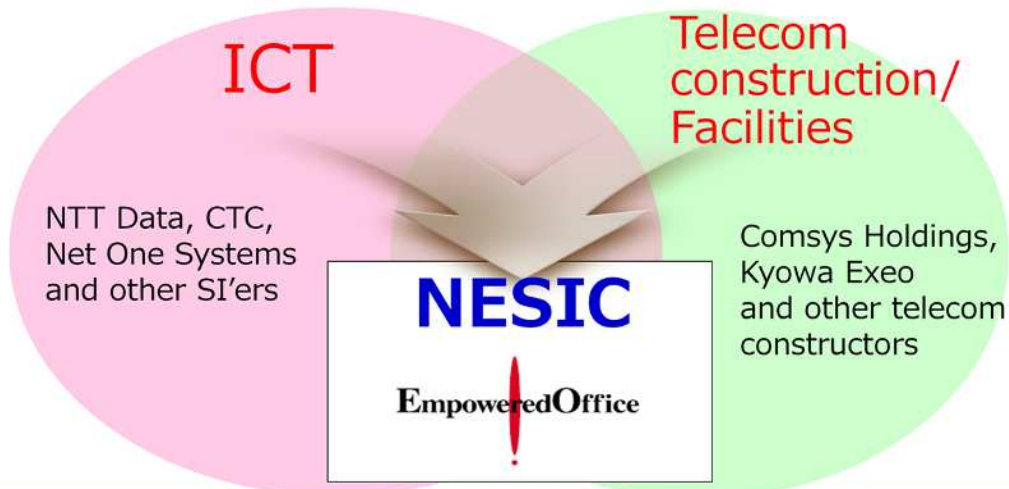 ICT
Telecom
construction/
Facilities
NTT Data, CTC,
Net One Systems
and other SI'ers
Comsys Holdings,
Kyowa Exeo
and other telecom
constructors
NESIC
EmpoweredOffice